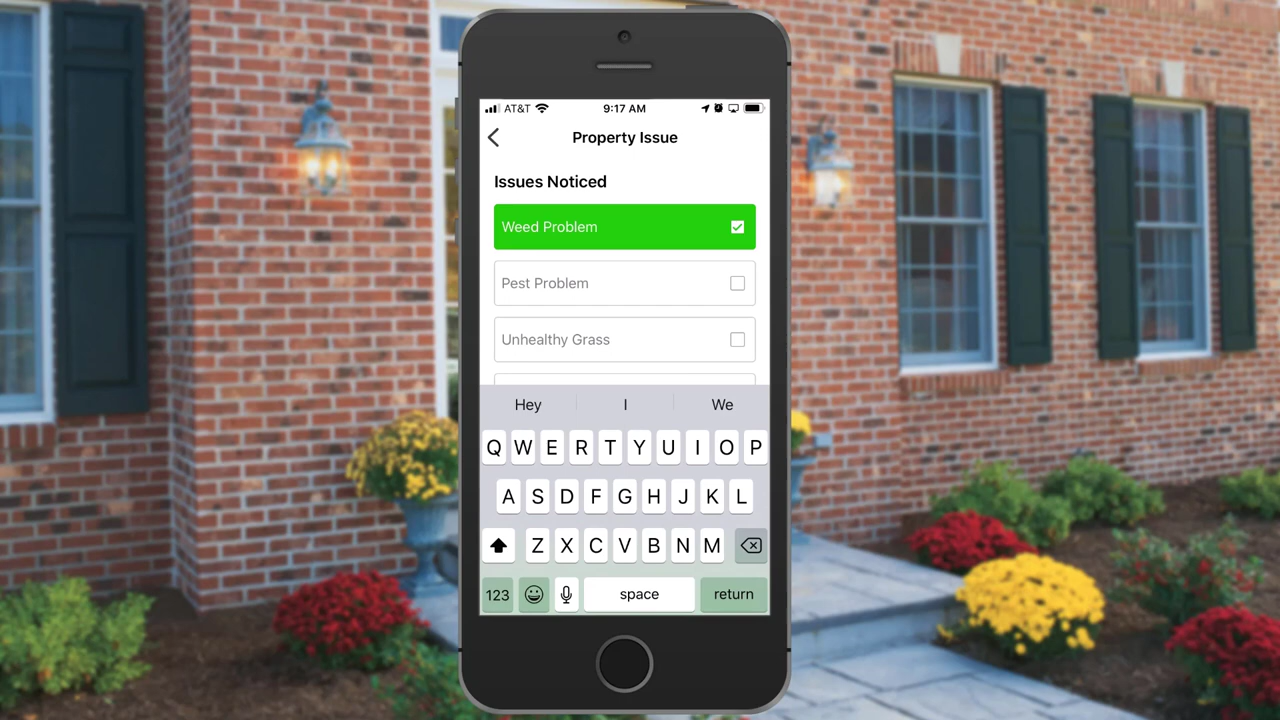 AT&T 9:17 AM
Property Issue
Issues Noticed
Weed Problem
Pest Problem
Unhealthy Grass
Hey I We
Q W E R T Y U I O P
A S D F G H J K L
Z X C V B N M
123 space return